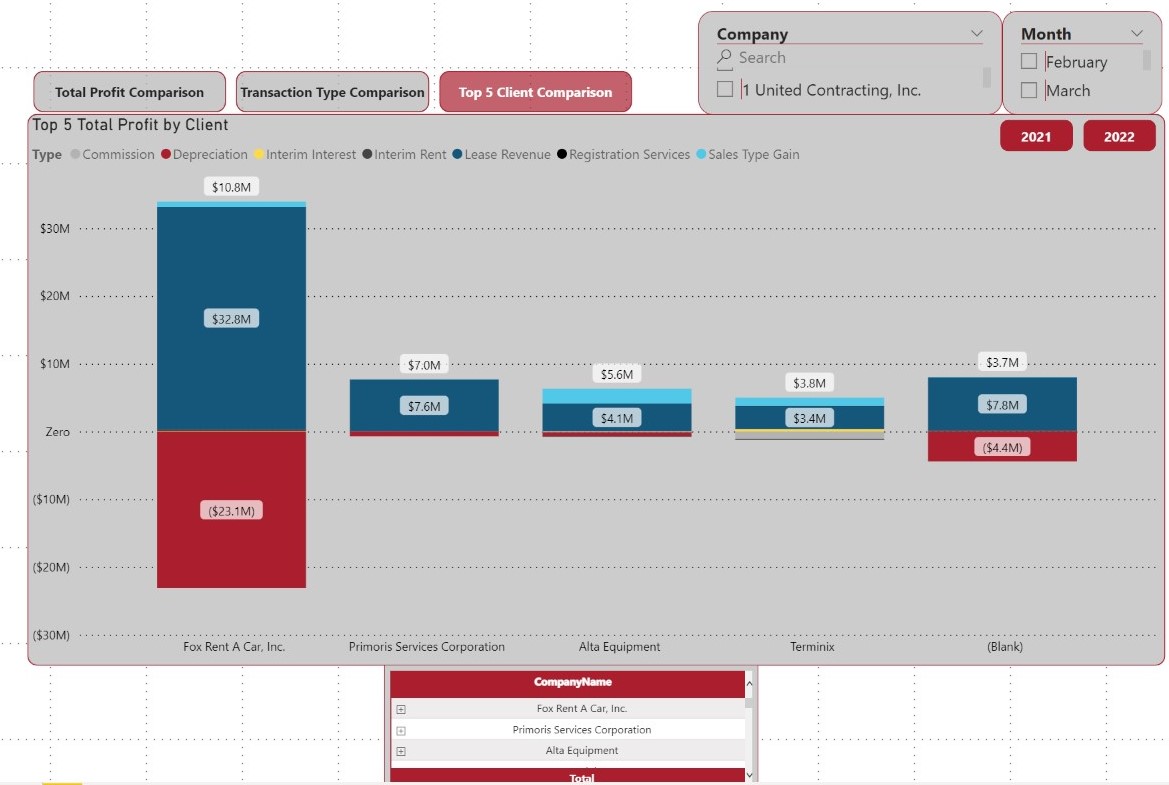 Company
Search
1 United Contracting, Inc.
Month
February
March
Total Profit Comparison
Transaction Type Comparison
Top 5 Client Comparison
Top 5 Total Profit by Client
2021
2022
Type Commission Depreciation Interim Interest Interim Rent Lease Revenue Registration Services Sales Type Gain
$10.8M
$30M
$32.8M
$20M
$10M
$7.0M
$5.6M
$3.8M
$3.7M
$7.6M
$4.1M
$3.4M
$7.8M
Zero
($4.4M)
($10M)
($23.1M)
($20M)
($30M)
Fox Rent A Car, Inc.
Primoris Services Corporation
Alta Equipment
Terminix
(Blank)
CompanyName
Fox Rent A Car, Inc.
Primoris Services Corporation
Alta Equipment
Total